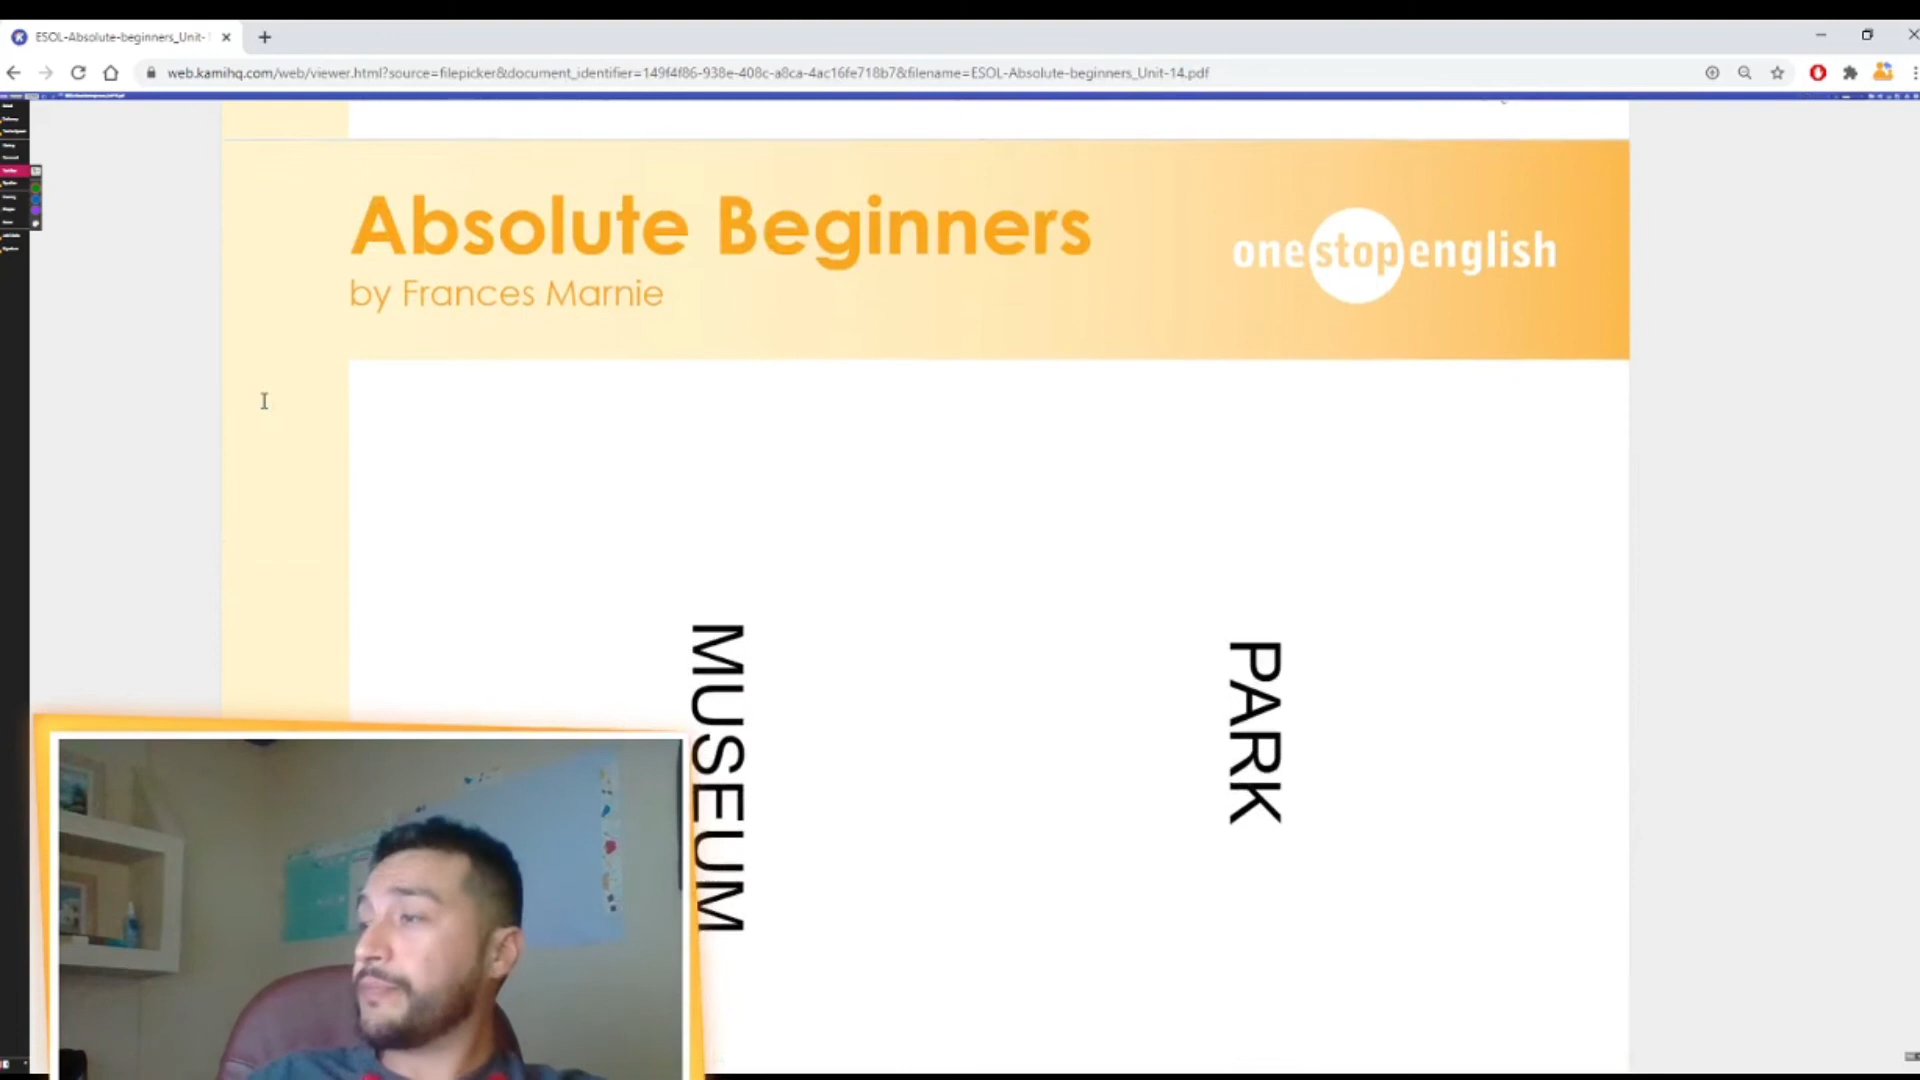 ESOL-Absolute-beginners_Unit-
web.kamihq.com/web/viewer.html?source=filepicker&document_identifier=149f4f86-938e-408c-a8ca-4ac16fe718b7&filename=ESOL-Absolute-beginners_Unit-14.pdf
Absolute Beginners
by Frances Marnie
onestopenglish
MUSEUM
PARK